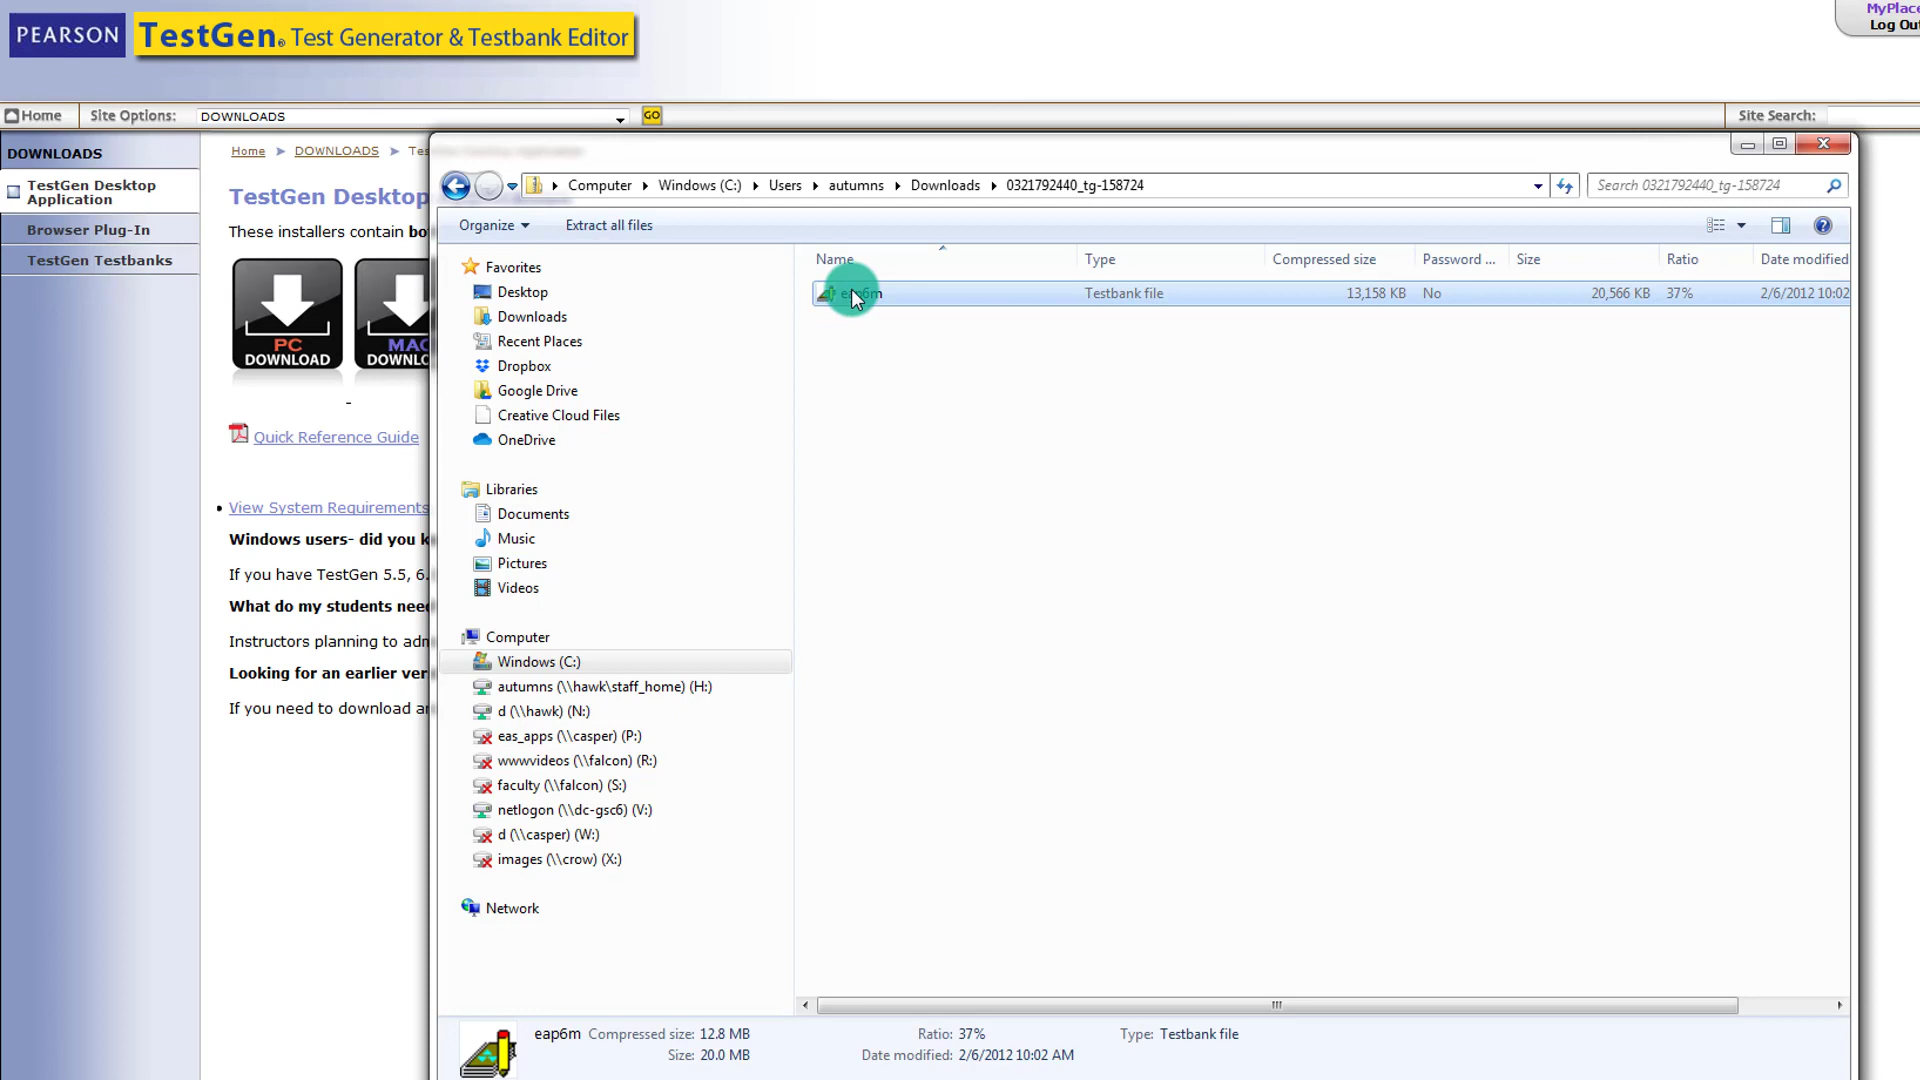 PEARSON
TestGen® Test Generator & Testbank Editor
MyPlace
Log Out
Home
Site Options:
DOWNLOADS
GO
Site Search:
DOWNLOADS
TestGen Desktop
Application
Browser Plug-In
TestGen Testbanks
Home
DOWNLOADS
TestGen Desktop
These installers contain
PC
DOWNLOAD
MAC
Quick Reference Guide
View System Requirements
Windows users- did you
If you have TestGen 5.5, 6.
What do my students need
Instructors planning to
Looking for an earlier
If you need to download
Computer
Windows (C:)
Users
autumns
Downloads
0321792440_tg-158724
Search 0321792440_tg-158724
Organize
Extract all files
Name
Type
Compressed size
Password ...
Size
Ratio
Date modified
eap6m
Testbank file
13,158 KB
No
20,566 KB
37%
2/6/2012 10:02
Favorites
Desktop
Downloads
Recent Places
Dropbox
Google Drive
Creative Cloud Files
OneDrive
Libraries
Documents
Music
Pictures
Videos
Computer
Windows (C:)
autumns (\\hawk\staff_home) (H:)
d (\\hawk) (N:)
eas_apps (\\casper) (P:)
wwwvideos (\\falcon) (R:)
faculty (\\falcon) (S:)
netlogon (\\dc-gsc6) (V:)
d (\\casper) (W:)
images (\\crow) (X:)
Network
eap6m
Compressed size: 12.8 MB
Size: 20.0 MB
Ratio: 37%
Date modified: 2/6/2012 10:02 AM
Type: Testbank file